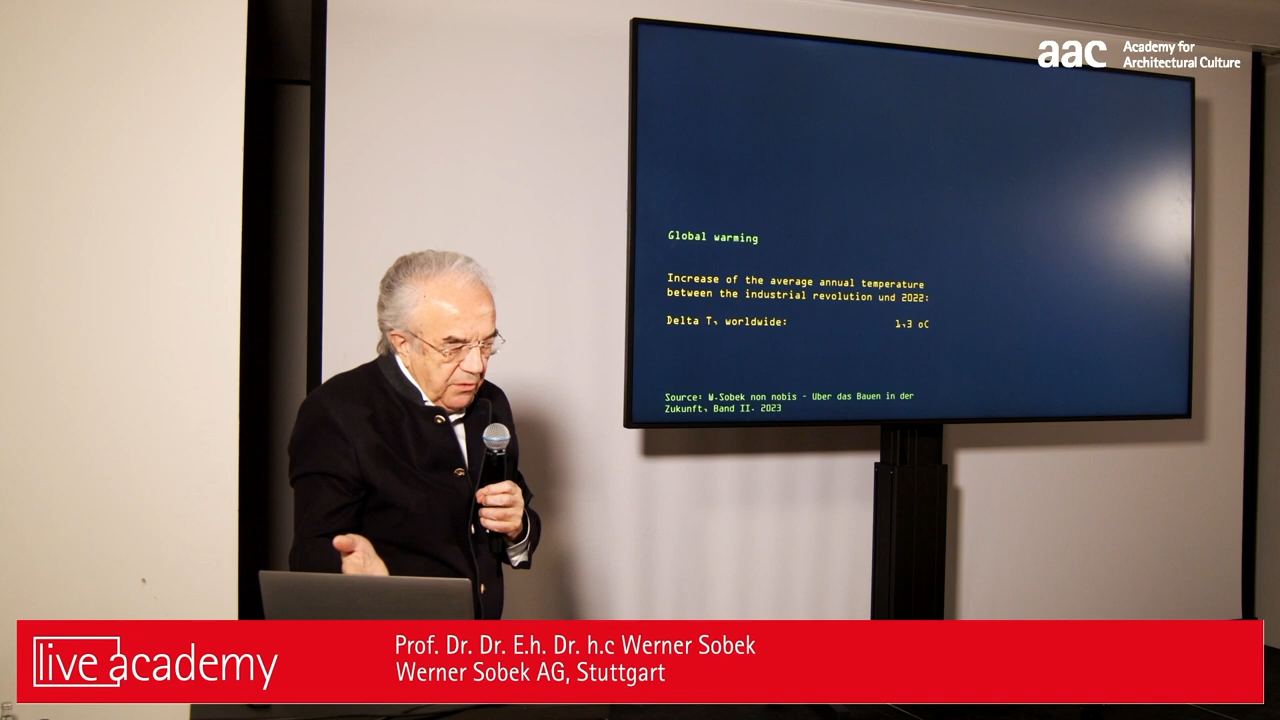 aac Academy for
Architectural Culture
Global warming
Increase of the average annual temperature
between the industrial revolution und 2022:
Delta T, worldwide: 1,3 oC
Source: W.Sobek non nobis - Uber das Bauen in der
Zukunft, Band II. 2023
live academy
Prof. Dr. Dr. E.h. Dr. h.c Werner Sobek
Werner Sobek AG, Stuttgart